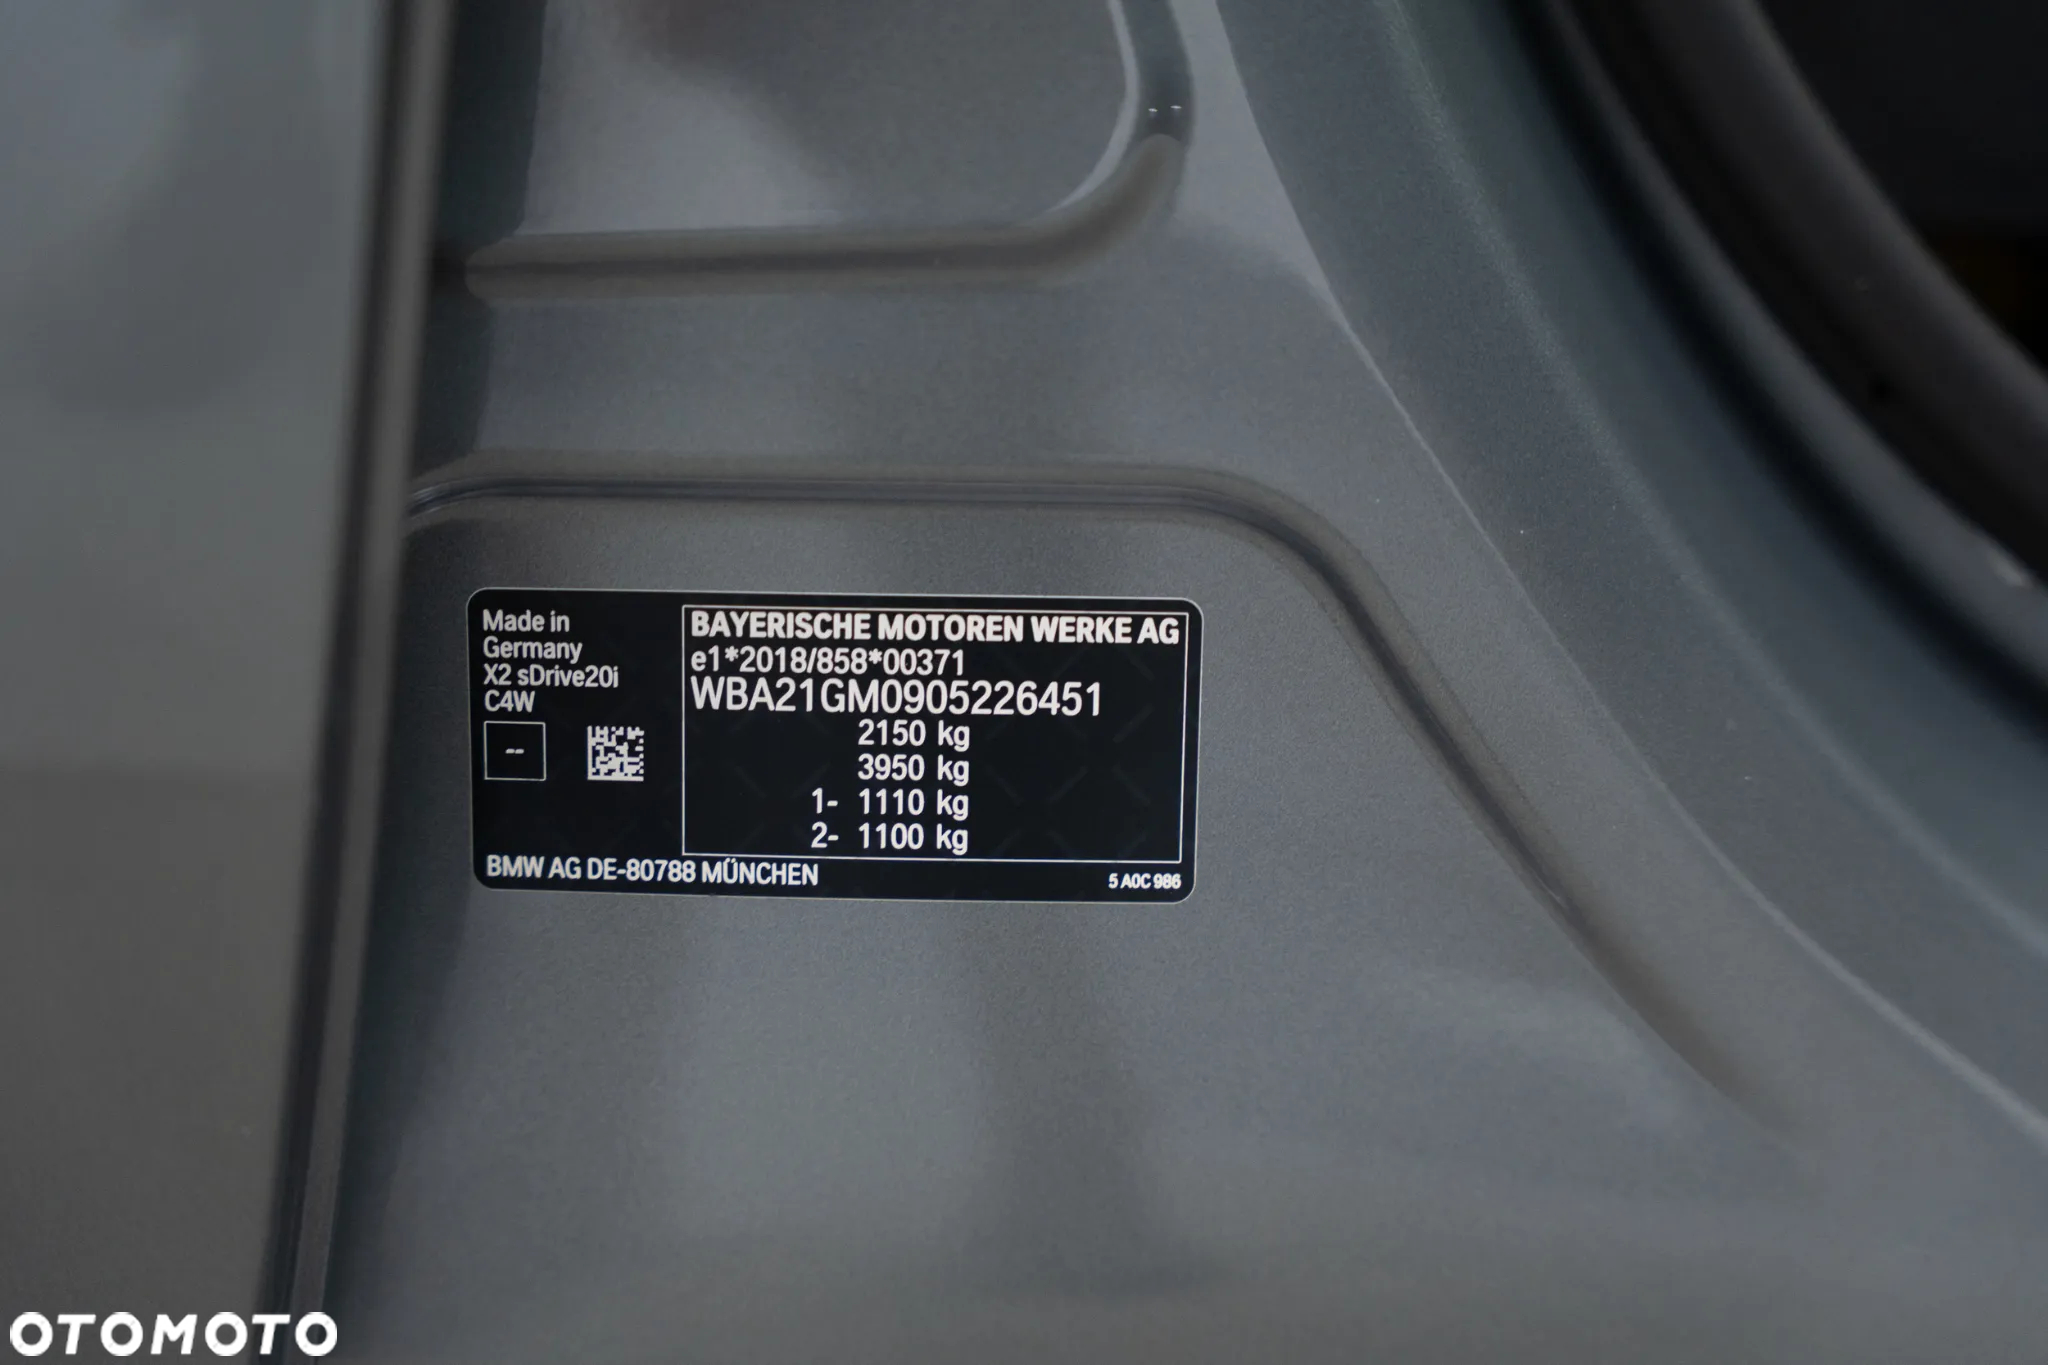 Made in
Germany
X2 sDrive20i
C4W
--
BAYERISCHE MOTOREN WERKE AG
e1*2018/858*00371
WBA21GM0905226451
2150 kg
3950 kg
1- 1110 kg
2- 1100 kg
BMW AG DE-80788 MÜNCHEN
5 A0C 986
OTOMOTO